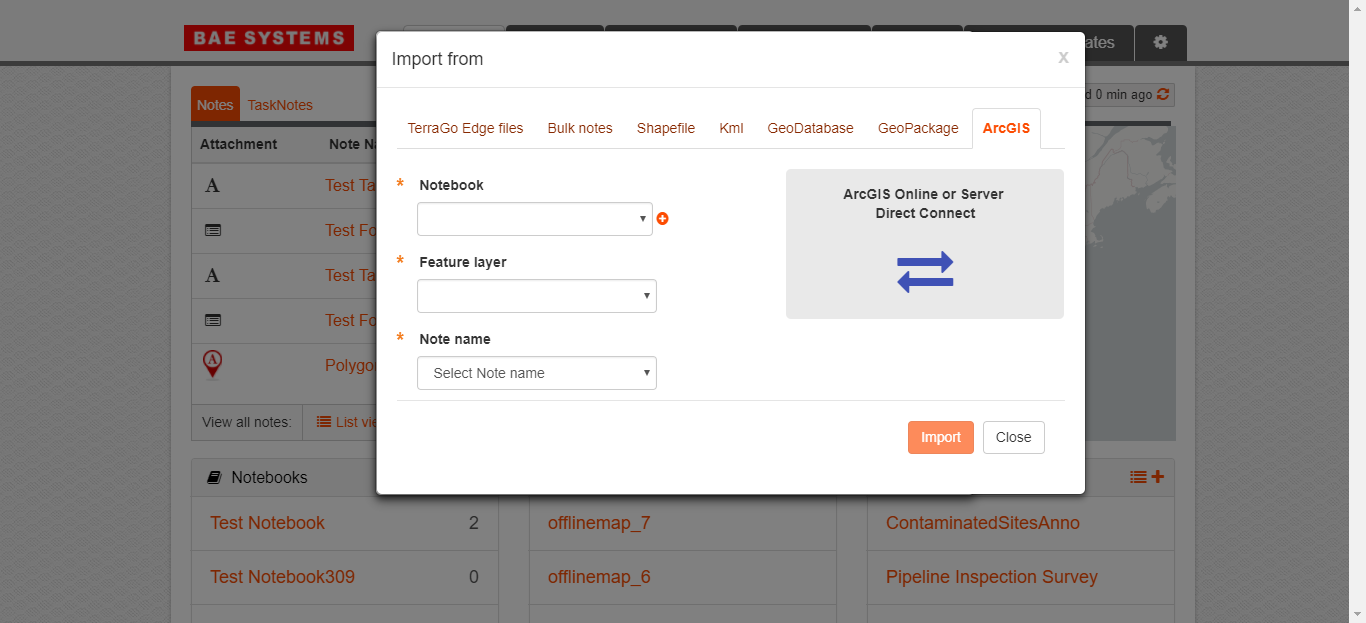 BAE SYSTEMS
ates
Import from
x
d 0 min ago
Notes
TaskNotes
TerraGo Edge files
Bulk notes
Shapefile
Kml
GeoDatabase
GeoPackage
ArcGIS
Attachment
Note Na
A
Test Ta
Test Fo
A
Test Ta
Test Fo
A
Polygon
View all notes:
List vie
* Notebook
* Feature layer
* Note name
Select Note name
ArcGIS Online or Server
Direct Connect
Import
Close
Notebooks
Test Notebook
2
offlinemap_7
ContaminatedSitesAnno
Test Notebook309
0
offlinemap_6
Pipeline Inspection Survey